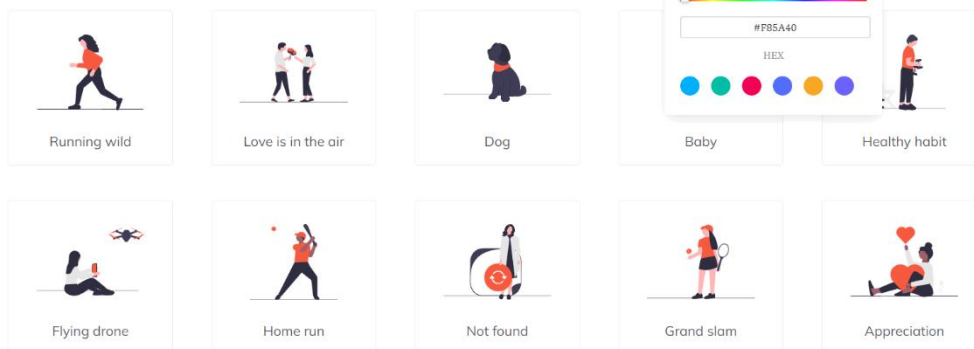 #F85A40
HEX
Running wild
Love is in the air
Dog
Baby
Healthy habit
Flying drone
Home run
Not found
Grand slam
Appreciation